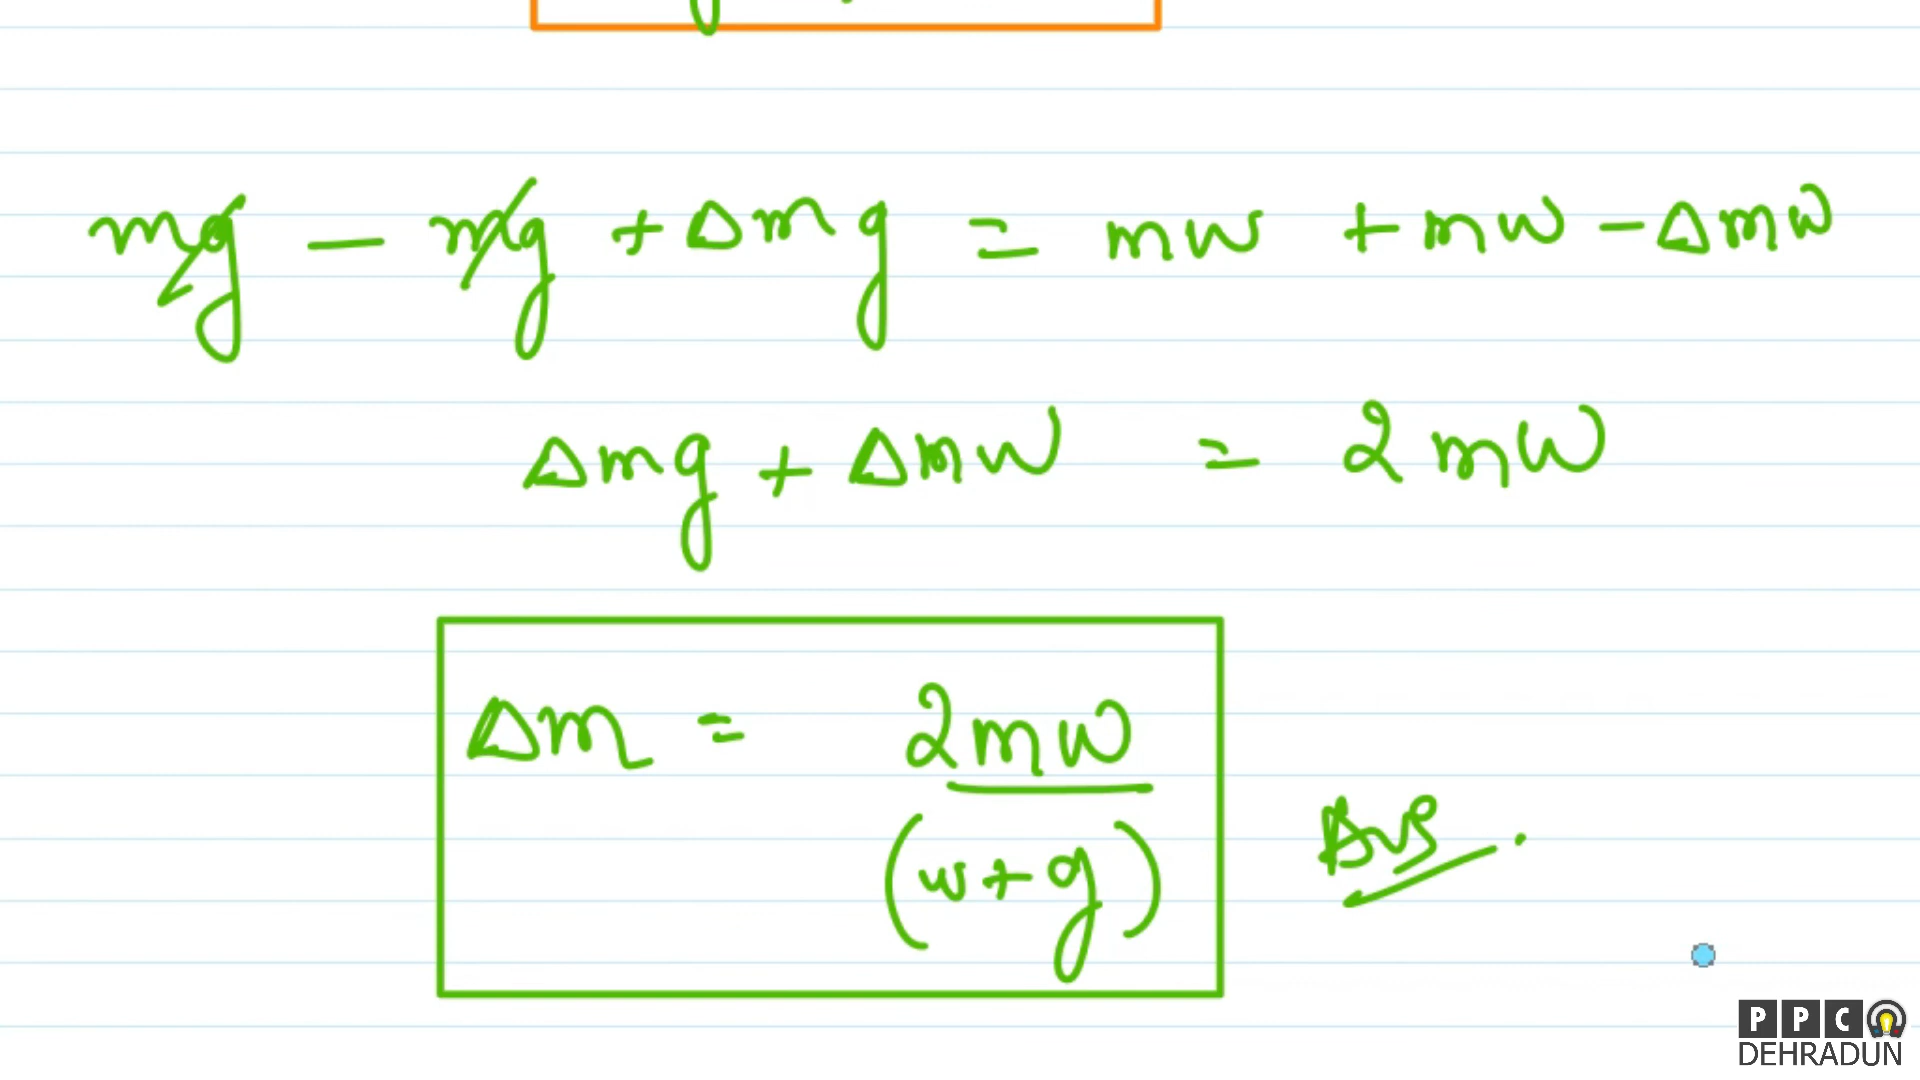 mg - mg + Δmg = mw + mw - Δmw
Δmg + Δmw = 2mw
Δm = 2mw
(w+g)
Ans.
PPC
DEHRADUN